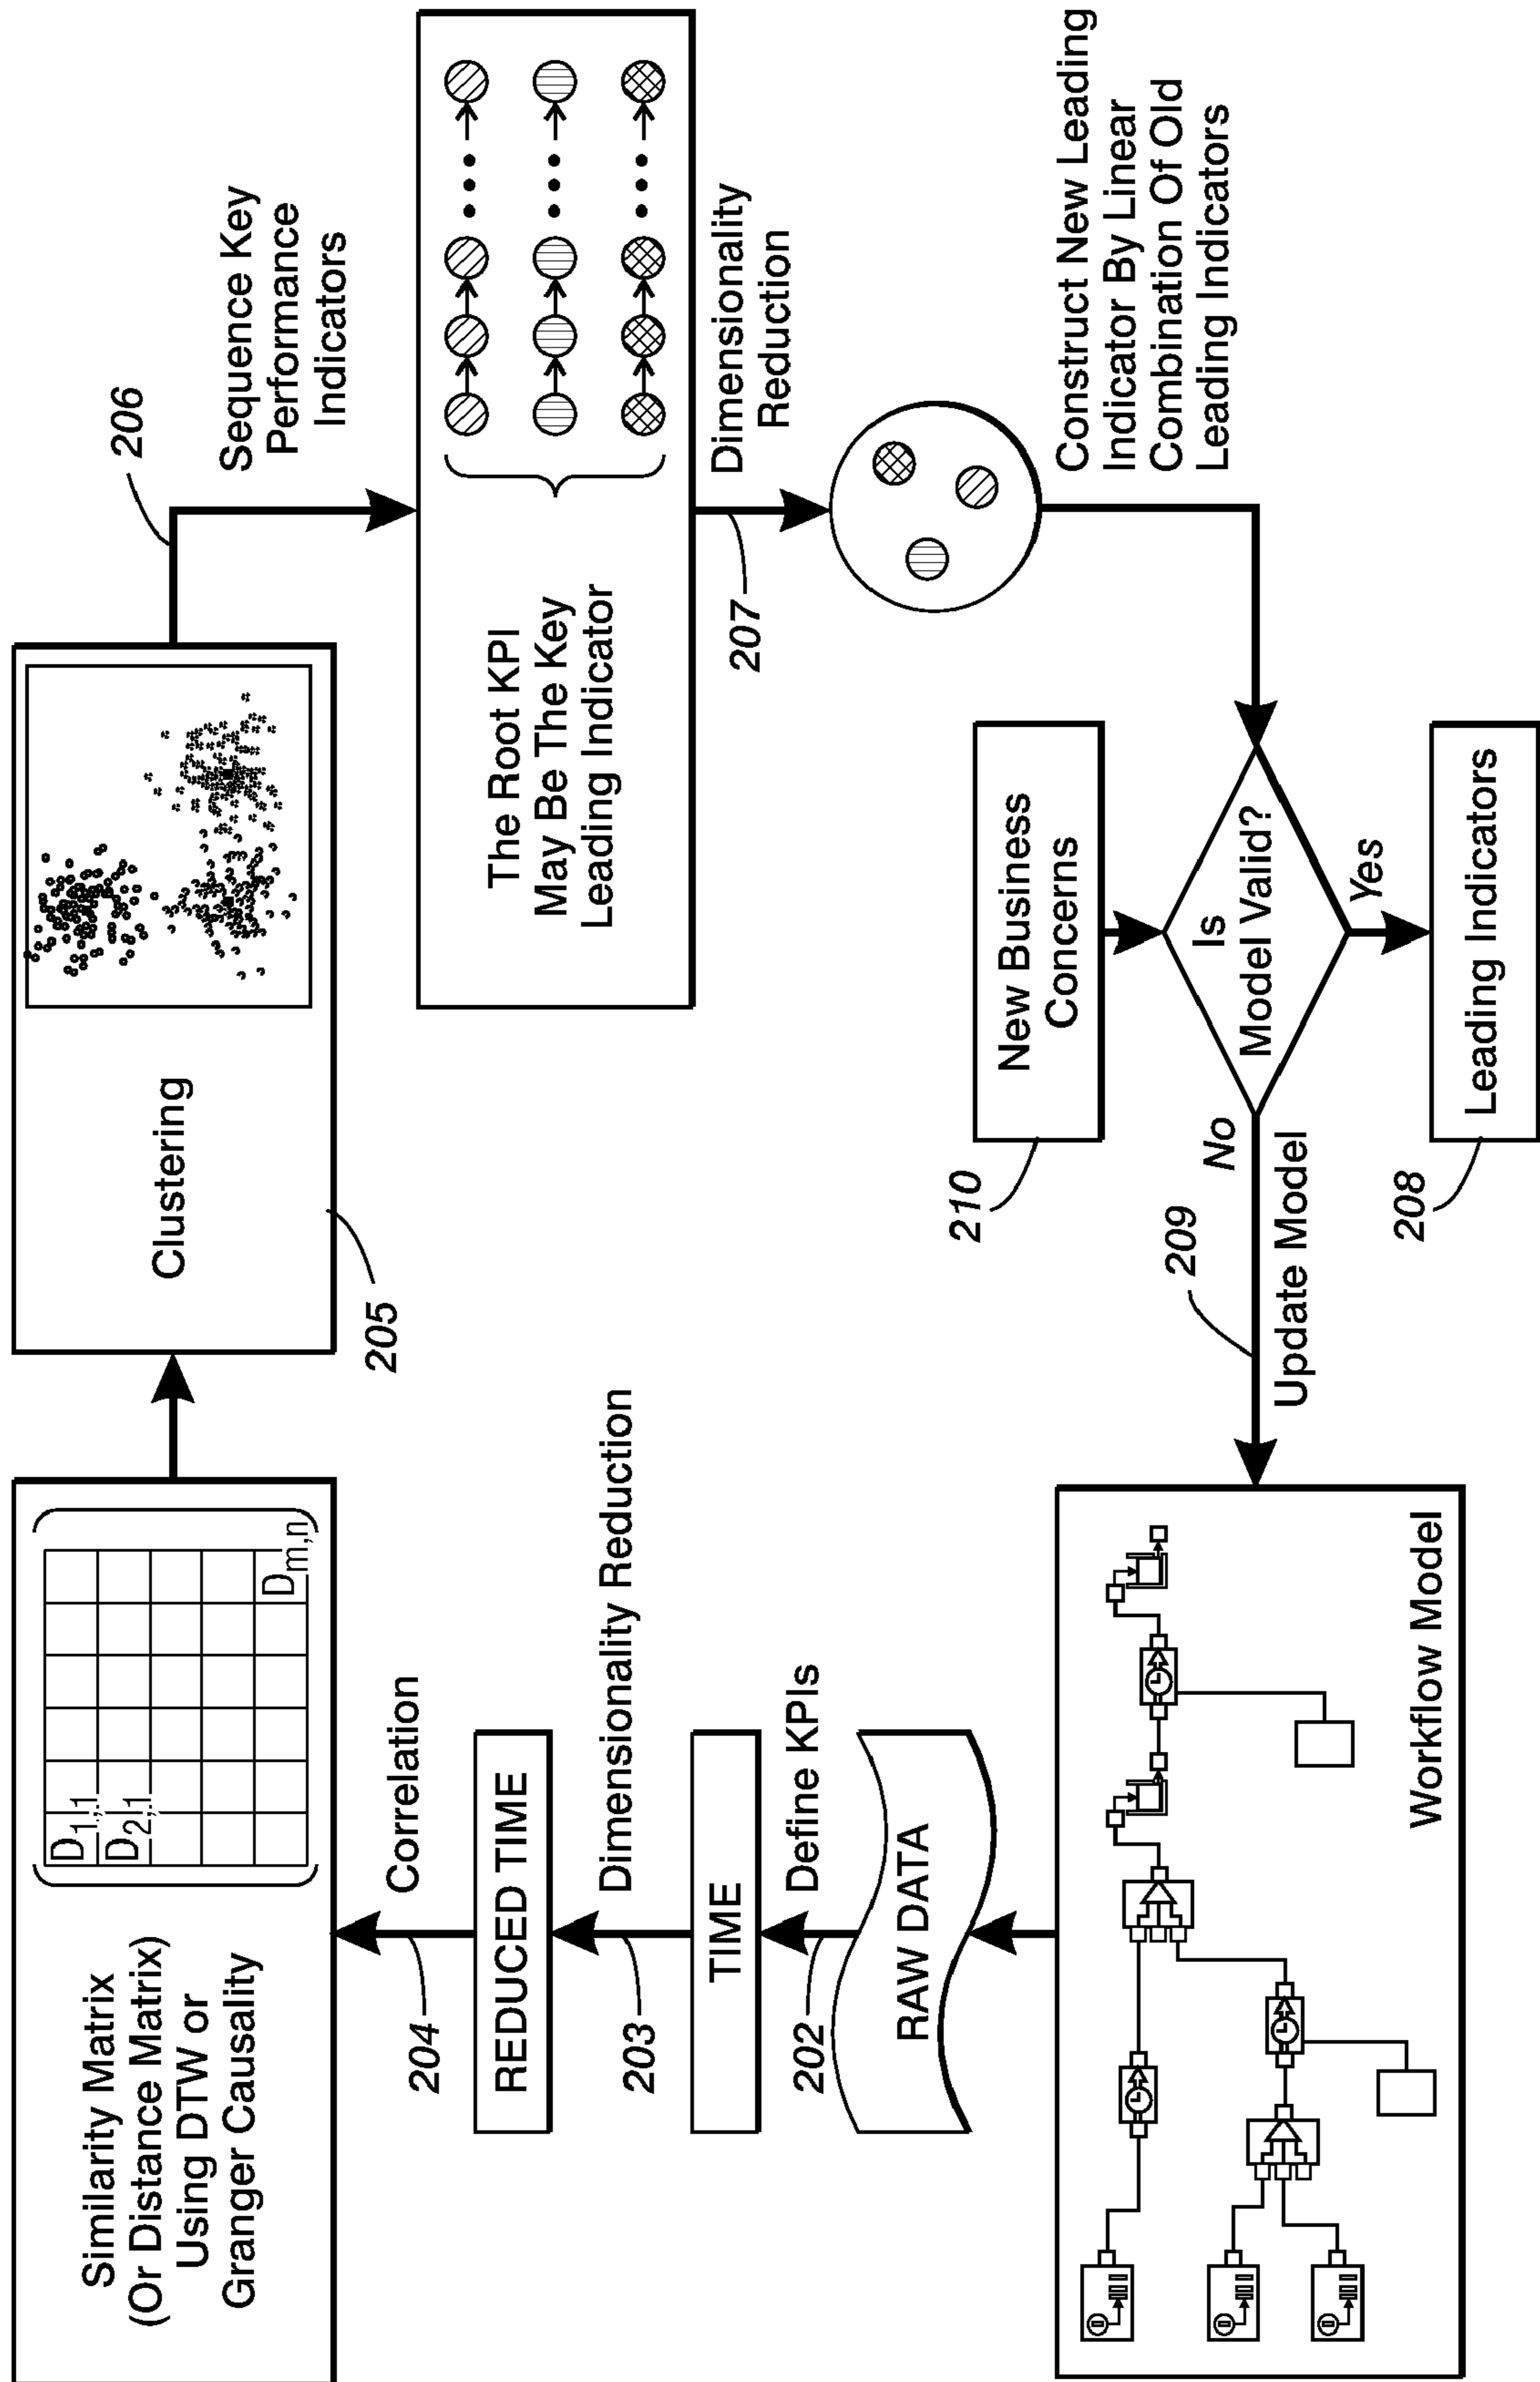 Similarity Matrix
(Or Distance Matrix)
Using DTW or
Granger Causality
D1,1
D2,1
Dm,n
Clustering
205
206
Sequence Key
Performance
Indicators
204
Correlation
REDUCED TIME
203
Dimensionality Reduction
TIME
202
Define KPIs
RAW DATA
Workflow Model
The Root KPI
May Be The Key
Leading Indicator
207
Dimensionality
Reduction
Construct New Leading
Indicator By Linear
Combination Of Old
Leading Indicators
210
New Business
Concerns
Is
Model Valid?
No
Yes
209
Update Model
208
Leading Indicators